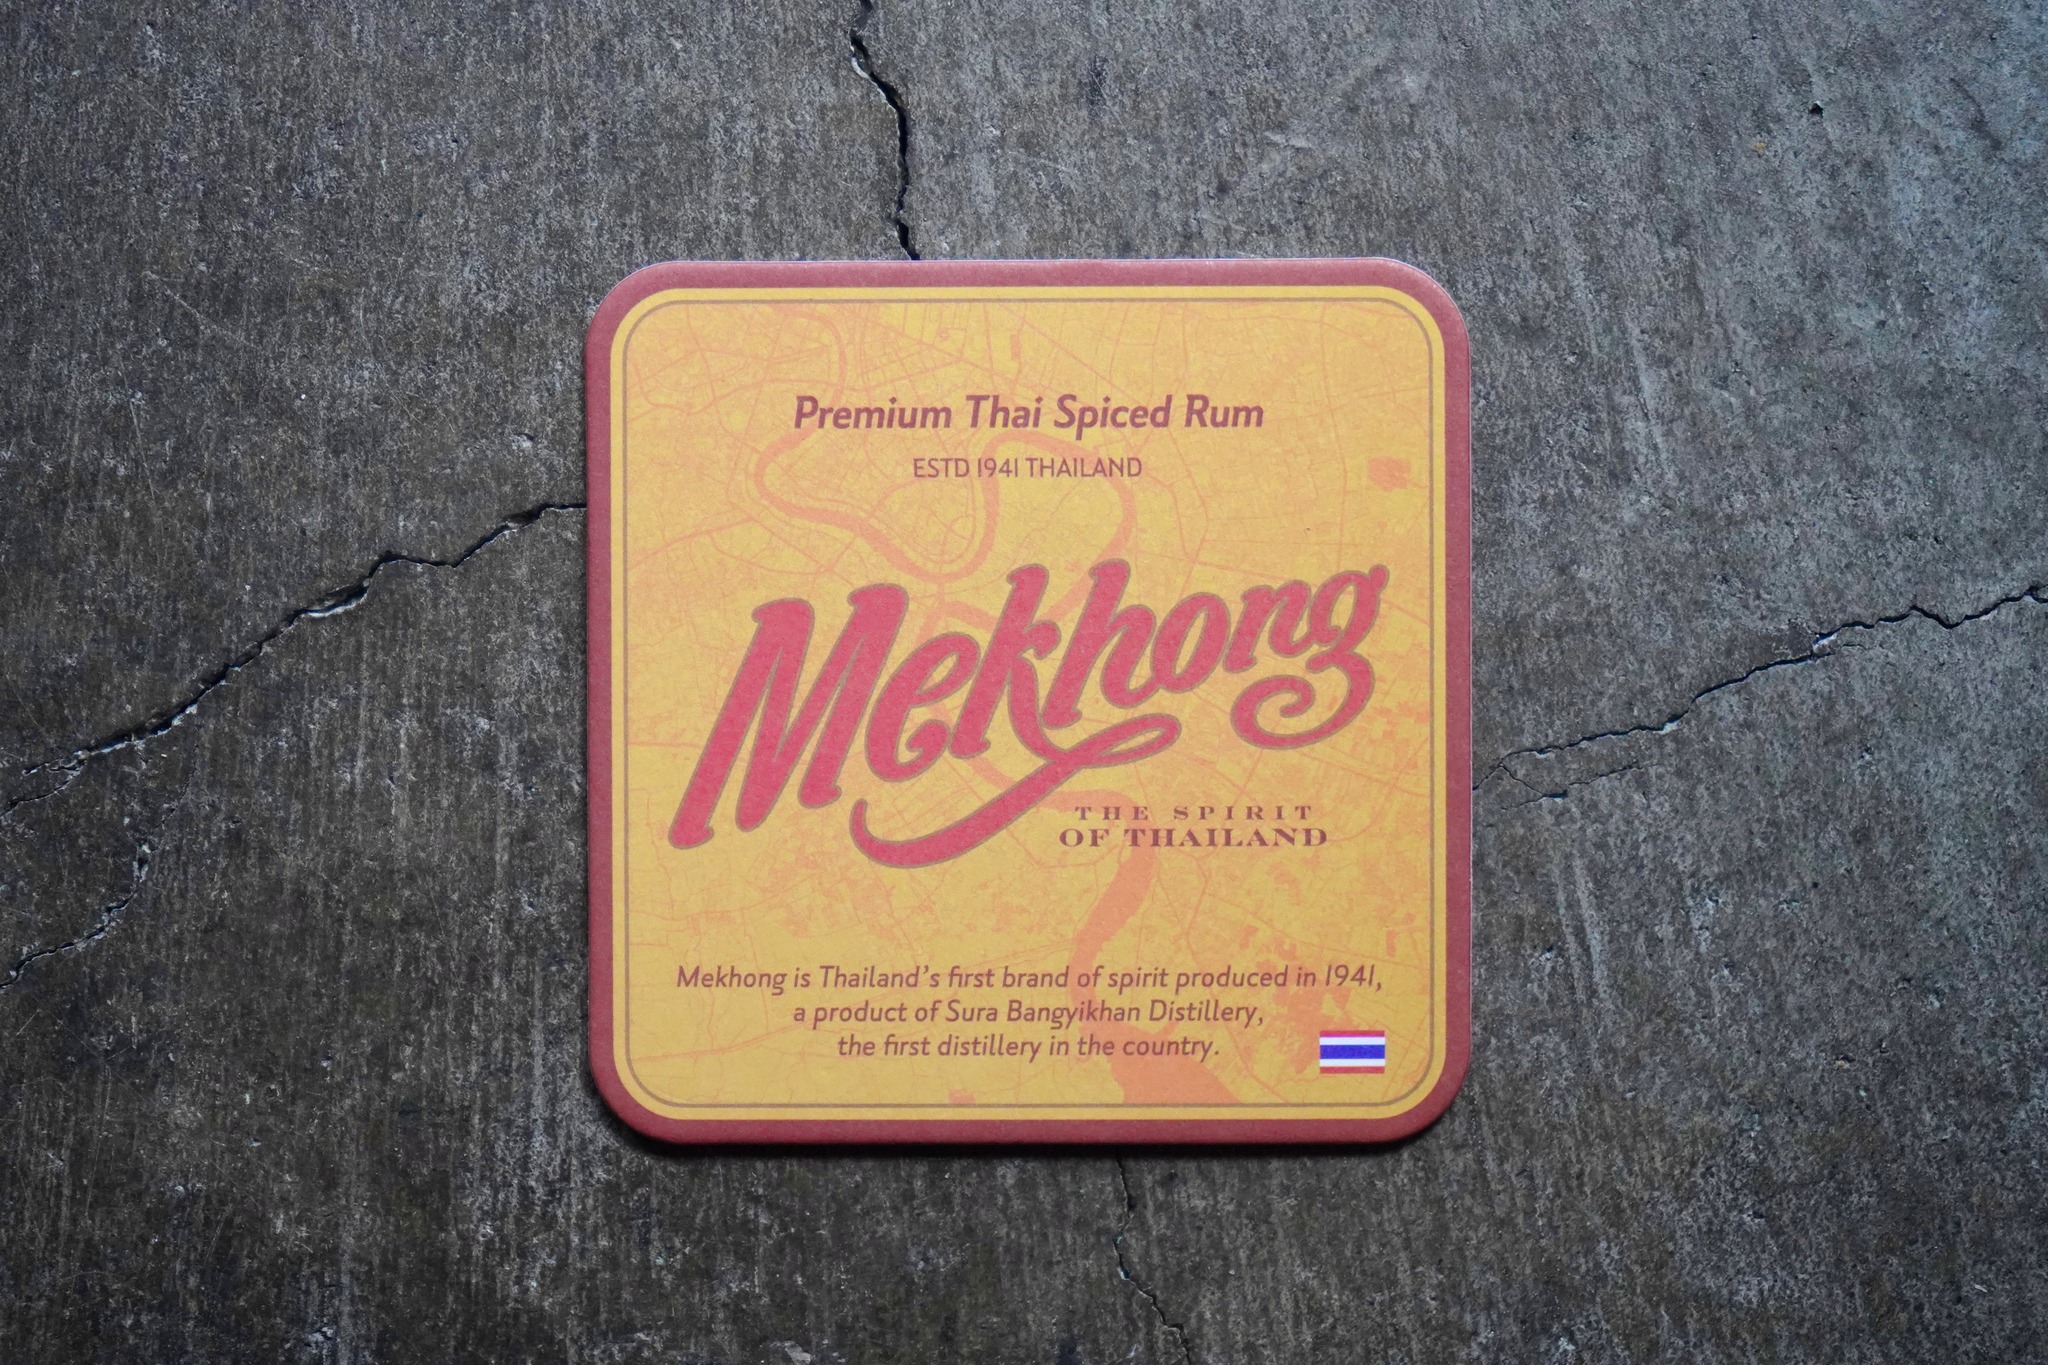 Premium Thai Spiced Rum
ESTD 1941 THAILAND
Mekhong
THE SPIRIT
OF THAILAND
Mekhong is Thailand's first brand of spirit produced in 1941,
a product of Sura Bangyikhan Distillery,
the first distillery in the country.